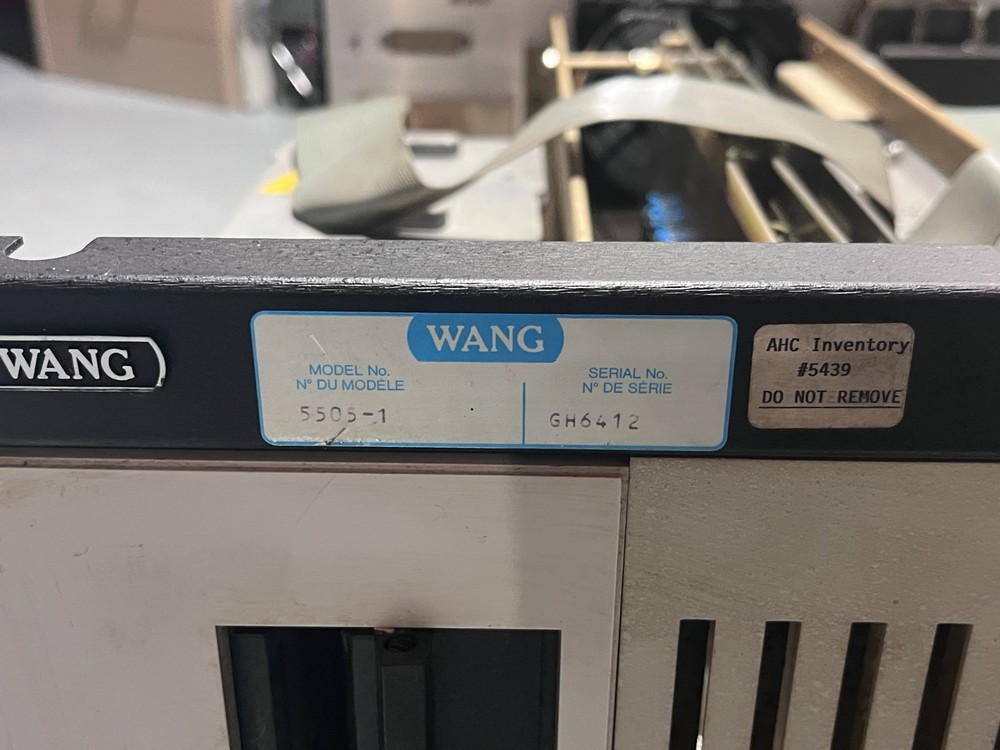 WANG
WANG
MODEL No.
N° DU MODÈLE
5505-1
SERIAL No.
N° DE SÉRIE
GH6412
AHC Inventory
#5439
DO NOT REMOVE